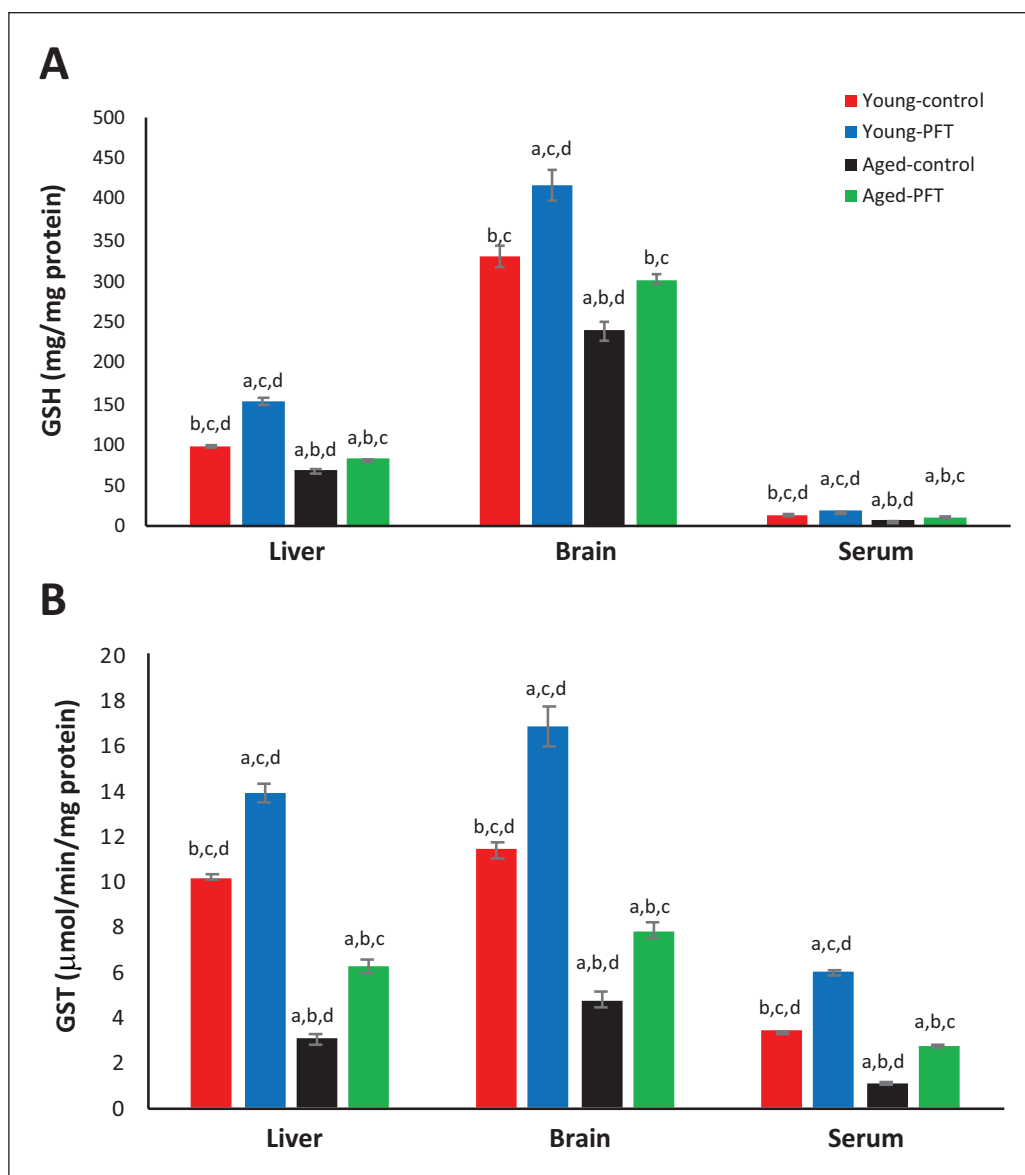 A
Young-control
Young-PFT
Aged-control
Aged-PFT
GSH (mg/mg protein)
500
450
400
350
300
250
200
150
100
50
0
b,c,d
a,c,d
a,b,d
a,b,c
b,c
a,c,d
a,b,d
b,c
b,c,d
a,c,d
a,b,d
a,b,c
Liver Brain Serum
B
GST (µmol/min/mg protein)
20
18
16
14
12
10
8
6
4
2
0
b,c,d
a,c,d
a,b,d
a,b,c
b,c,d
a,c,d
a,b,d
a,b,c
b,c,d
a,c,d
a,b,d
a,b,c
Liver Brain Serum